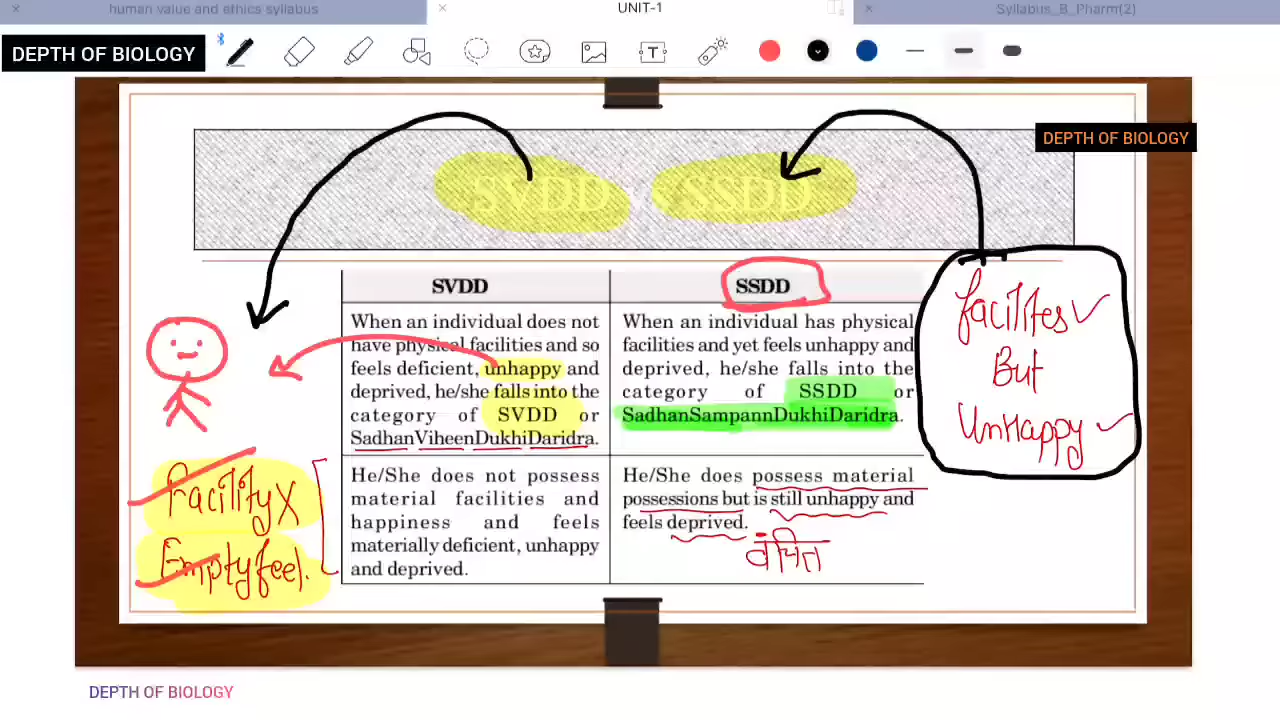 human value and ethics syllabus
UNIT-1
Syllabus_B_Pharm(2)
DEPTH OF BIOLOGY
T
DEPTH OF BIOLOGY
SVDD vs SSDD
SVDD
SSDD
When an individual does not
have physical facilities and so
feels deficient, unhappy and
deprived, he/she falls into the
category of SVDD or
SadhanViheenDukhiDaridra.
When an individual has physical
facilities and yet feels unhappy and
deprived, he/she falls into the
category of SSDD or
SadhanSampannDukhiDaridra.
He/She does not possess
material facilities and
happiness and feels
materially deficient, unhappy
and deprived.
He/She does possess material
possessions but is still unhappy and
feels deprived.
वंचित
Facilites ✓
But
UnHappy ✓
Facility X
Empty feel.
DEPTH OF BIOLOGY